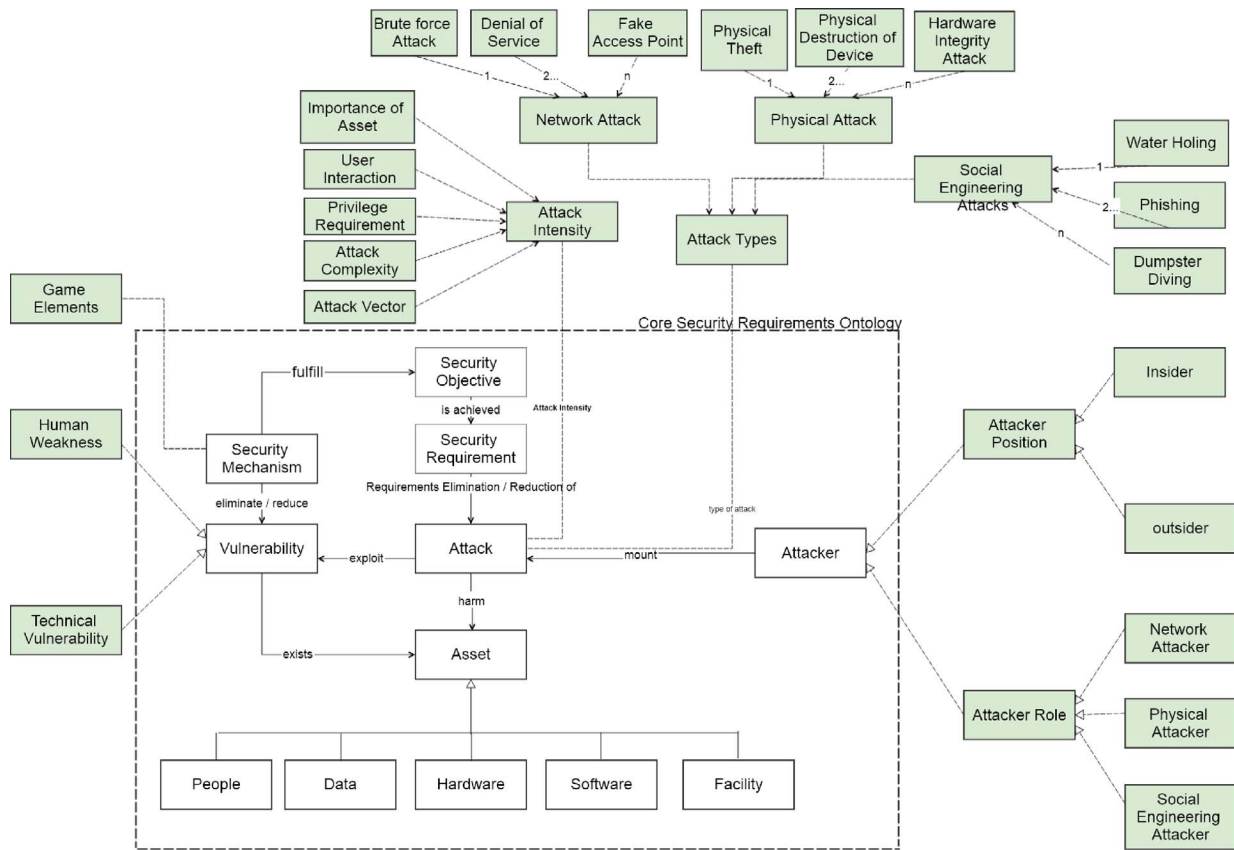 Brute force
Attack
Denial of
Service
Fake
Access Point
Physical
Theft
Physical
Destruction of
Device
Hardware
Integrity
Attack
1
2...
n
1
2...
n
Importance of
Asset
Network Attack
Physical Attack
User
Interaction
Privilege
Requirement
Attack
Complexity
Attack Vector
Attack
Intensity
Attack Types
Social
Engineering
Attacks
1
2...
n
Water Holing
Phishing
Dumpster
Diving
Game
Elements
Human
Weakness
Technical
Vulnerability
Core Security Requirements Ontology
fulfill
Security
Objective
is achieved
Attack Intensity
Security
Mechanism
Security
Requirement
eliminate / reduce
Requirements Elimination / Reduction of
type of attack
Vulnerability
exploit
Attack
mount
Attacker
harm
exists
Asset
People
Data
Hardware
Software
Facility
Insider
Attacker
Position
outsider
Network
Attacker
Attacker Role
Physical
Attacker
Social
Engineering
Attacker